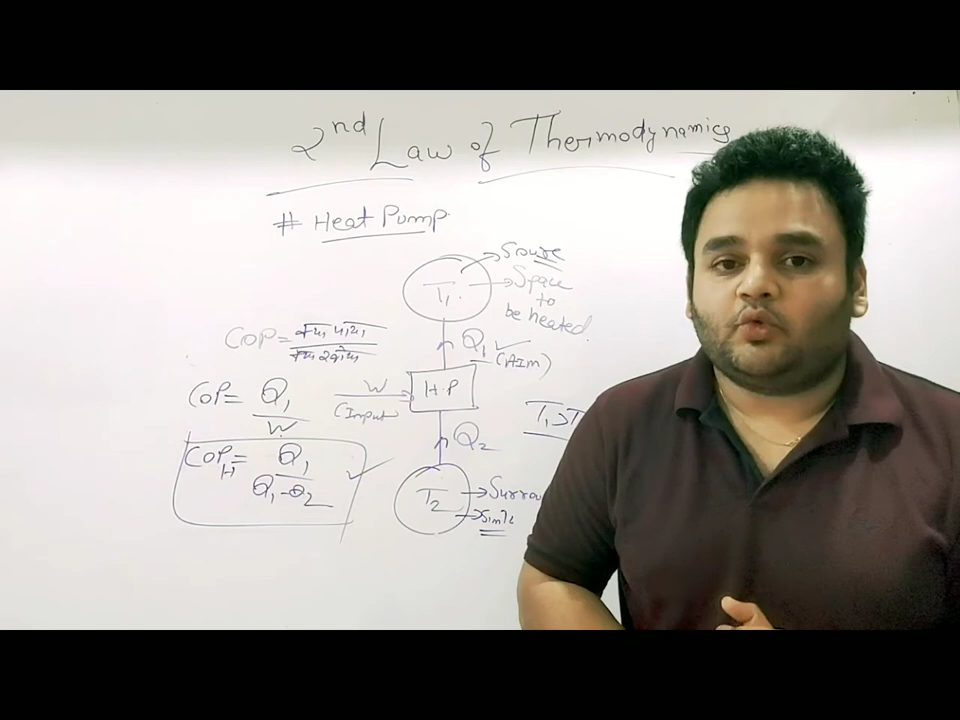 2nd Law of Thermodynamics
# Heat Pump
Source
T1
Space
to
be heated
COP = क्या पाया
क्या दिया
Q1
(AIm)
COP = Q1
W
W
(Input)
H.P
T1>T
Q2
COPH = Q1
Q1-Q2
T2
Surrou
Sink